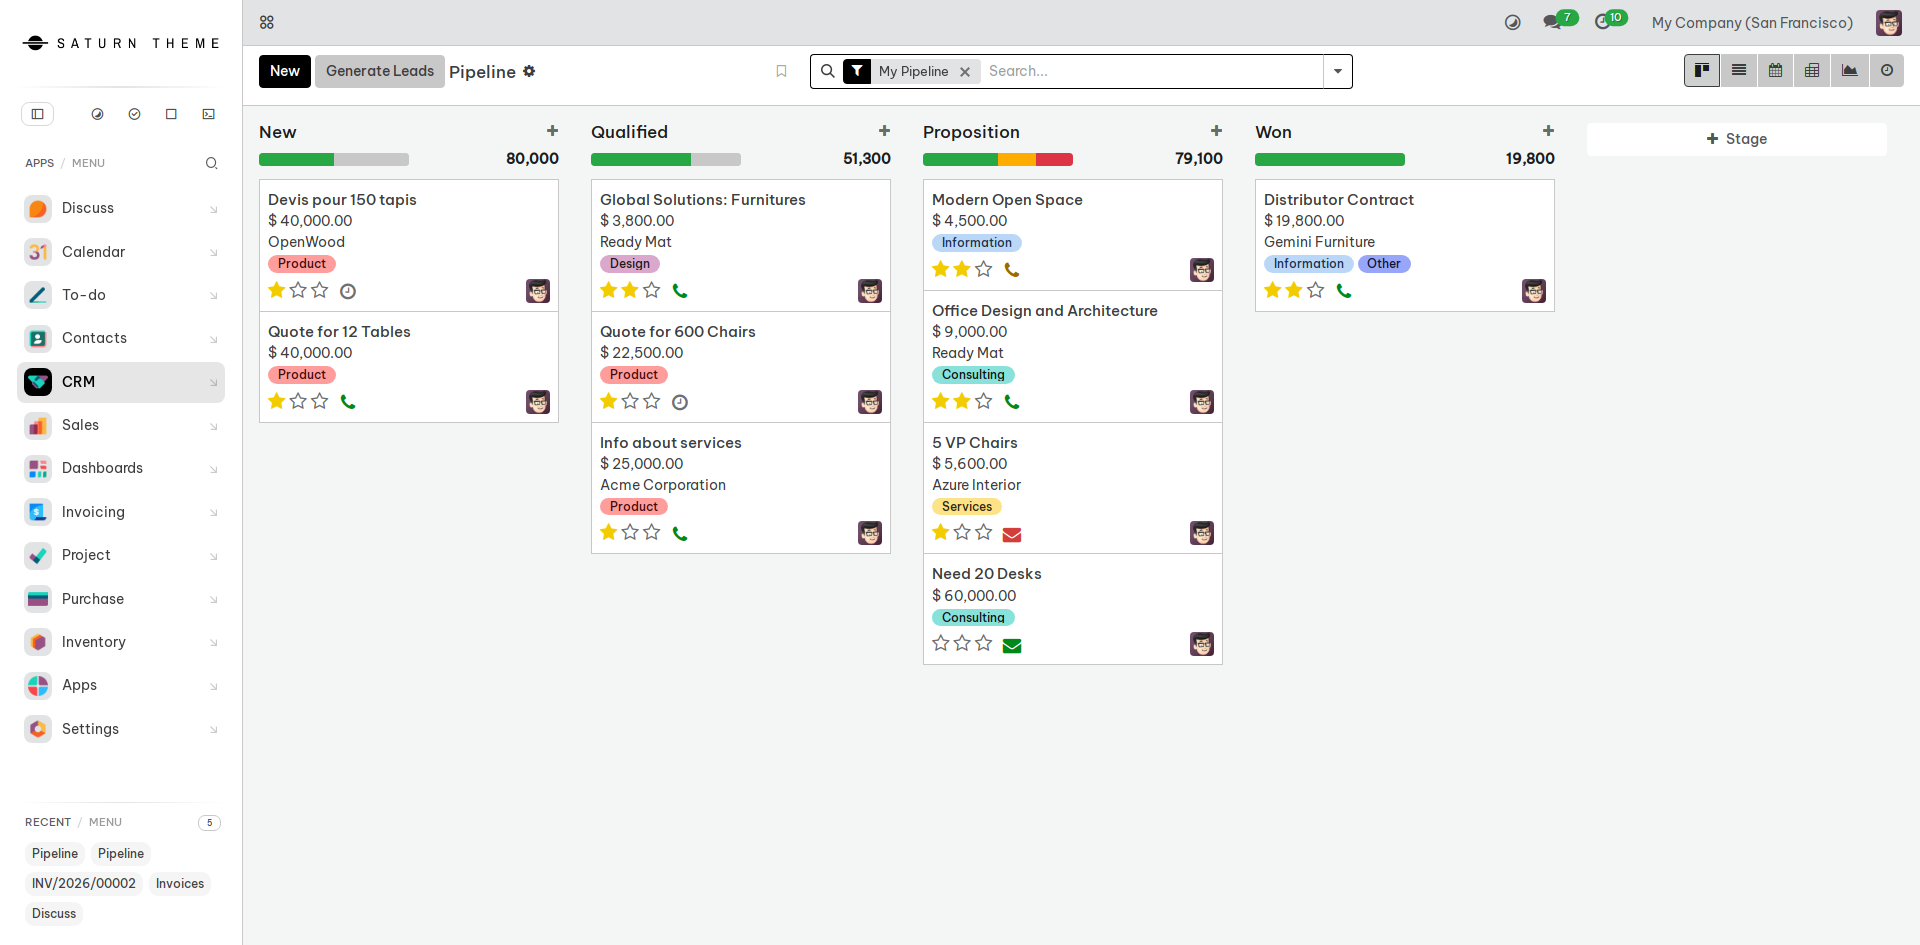 SATURN THEME
APPS / MENU
Discuss
31 Calendar
To-do
Contacts
CRM
Sales
Dashboards
$ Invoicing
Project
Purchase
Inventory
Apps
Settings
RECENT / MENU 5
Pipeline Pipeline
INV/2026/00002 Invoices
Discuss
7 10 My Company (San Francisco)
New Generate Leads Pipeline My Pipeline Search...
New
80,000
Devis pour 150 tapis
$ 40,000.00
OpenWood
Product
Quote for 12 Tables
$ 40,000.00
Product
Qualified
51,300
Global Solutions: Furnitures
$ 3,800.00
Ready Mat
Design
Quote for 600 Chairs
$ 22,500.00
Product
Info about services
$ 25,000.00
Acme Corporation
Product
Proposition
79,100
Modern Open Space
$ 4,500.00
Information
Office Design and Architecture
$ 9,000.00
Ready Mat
Consulting
5 VP Chairs
$ 5,600.00
Azure Interior
Services
Need 20 Desks
$ 60,000.00
Consulting
Won
19,800
Distributor Contract
$ 19,800.00
Gemini Furniture
Information Other
+ Stage